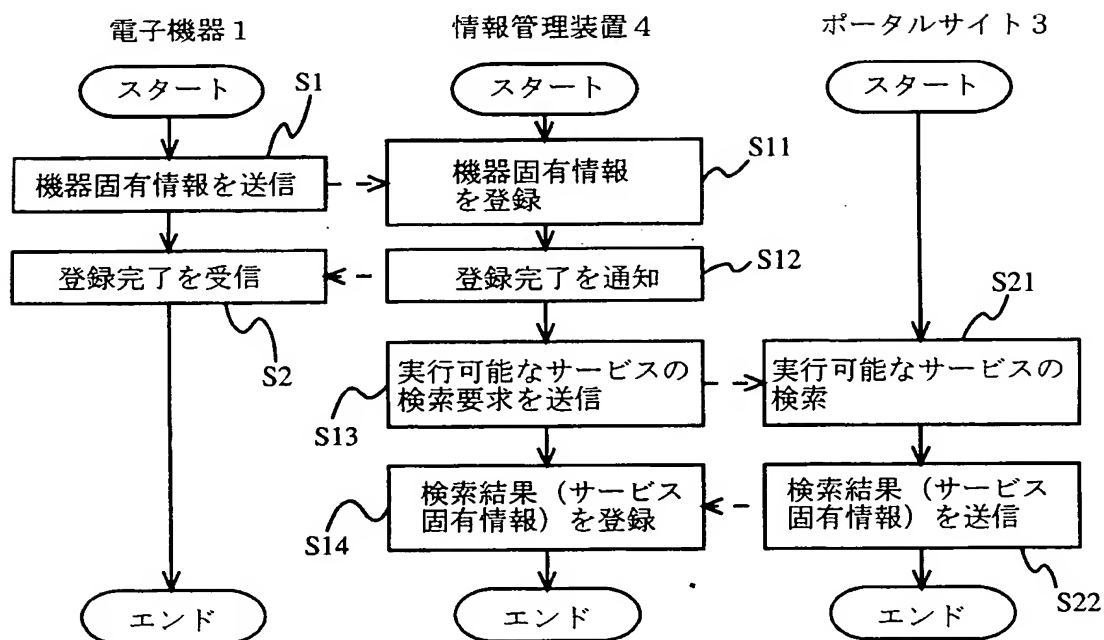 電子機器1
情報管理装置4
ポータルサイト3
スタート
スタート
スタート
S1
S11
機器固有情報を送信
機器固有情報
を登録
S12
登録完了を受信
登録完了を通知
S21
S2
実行可能なサービスの
検索要求を送信
実行可能なサービスの
検索
S13
検索結果(サービス
固有情報)を登録
検索結果(サービス
固有情報)を送信
S14
S22
エンド
エンド
エンド